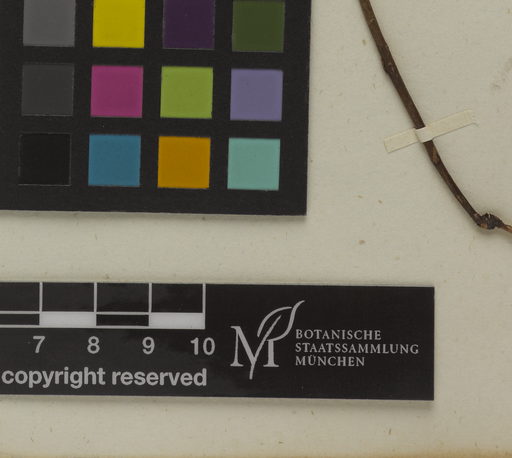 7 8 9 10
copyright reserved
BOTANISCHE
STAATSSAMMLUNG
MÜNCHEN